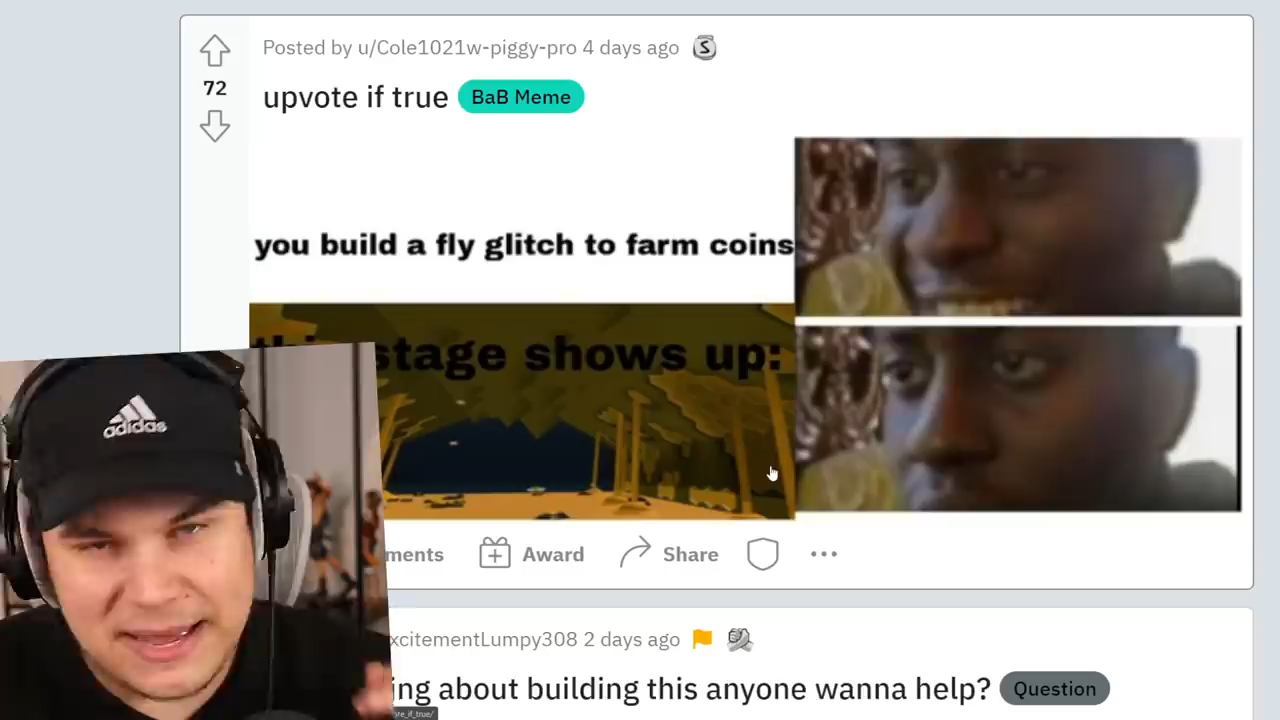 Posted by u/Cole1021w-piggy-pro 4 days ago
72
upvote if true BaB Meme
you build a fly glitch to farm coins
stage shows up:
adidas
Award Share
2 days ago
about building this anyone wanna help? Question